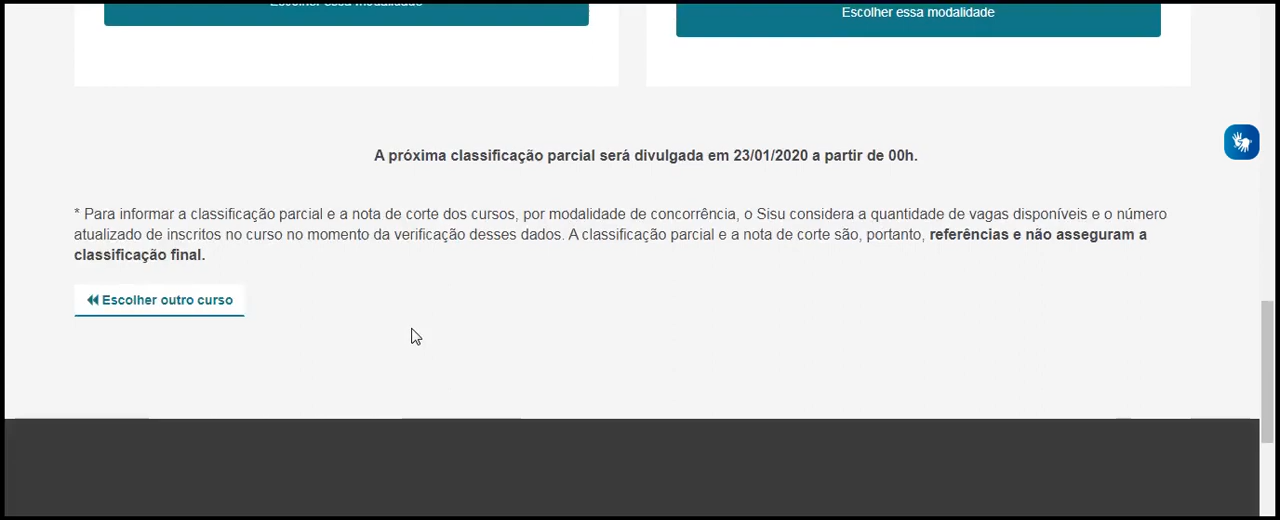 Escolher essa modalidade
Escolher essa modalidade
A próxima classificação parcial será divulgada em 23/01/2020 a partir de 00h.
* Para informar a classificação parcial e a nota de corte dos cursos, por modalidade de concorrência, o Sisu considera a quantidade de vagas disponíveis e o número
atualizado de inscritos no curso no momento da verificação desses dados. A classificação parcial e a nota de corte são, portanto, referências e não asseguram a
classificação final.
Escolher outro curso